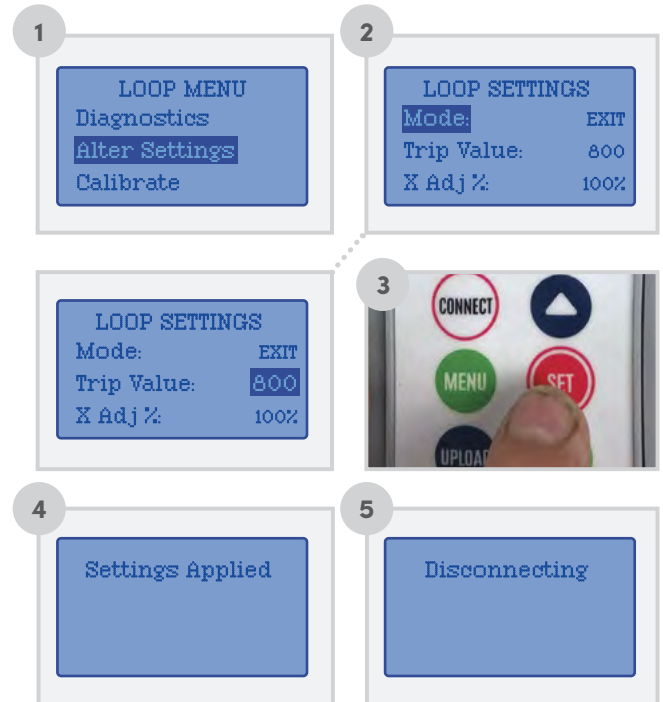 1
LOOP MENU
Diagnostics
Alter Settings
Calibrate
2
LOOP SETTINGS
Mode: EXIT
Trip Value: 800
X Adj %: 100%
LOOP SETTINGS
Mode: EXIT
Trip Value: 800
X Adj %: 100%
3
CONNECT
MENU SET
UPLOA
4
Settings Applied
5
Disconnecting